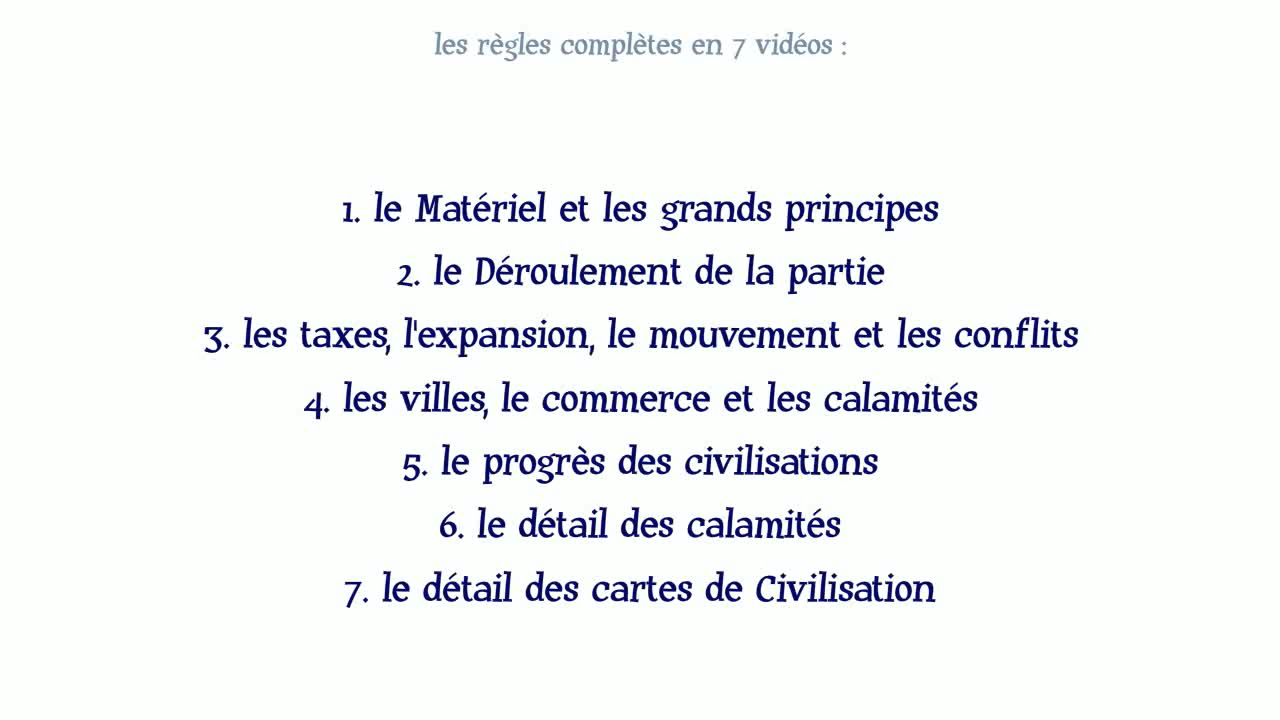 les règles complètes en 7 vidéos :
1. le Matériel et les grands principes
2. le Déroulement de la partie
3. les taxes, l'expansion, le mouvement et les conflits
4. les villes, le commerce et les calamités
5. le progrès des civilisations
6. le détail des calamités
7. le détail des cartes de Civilisation